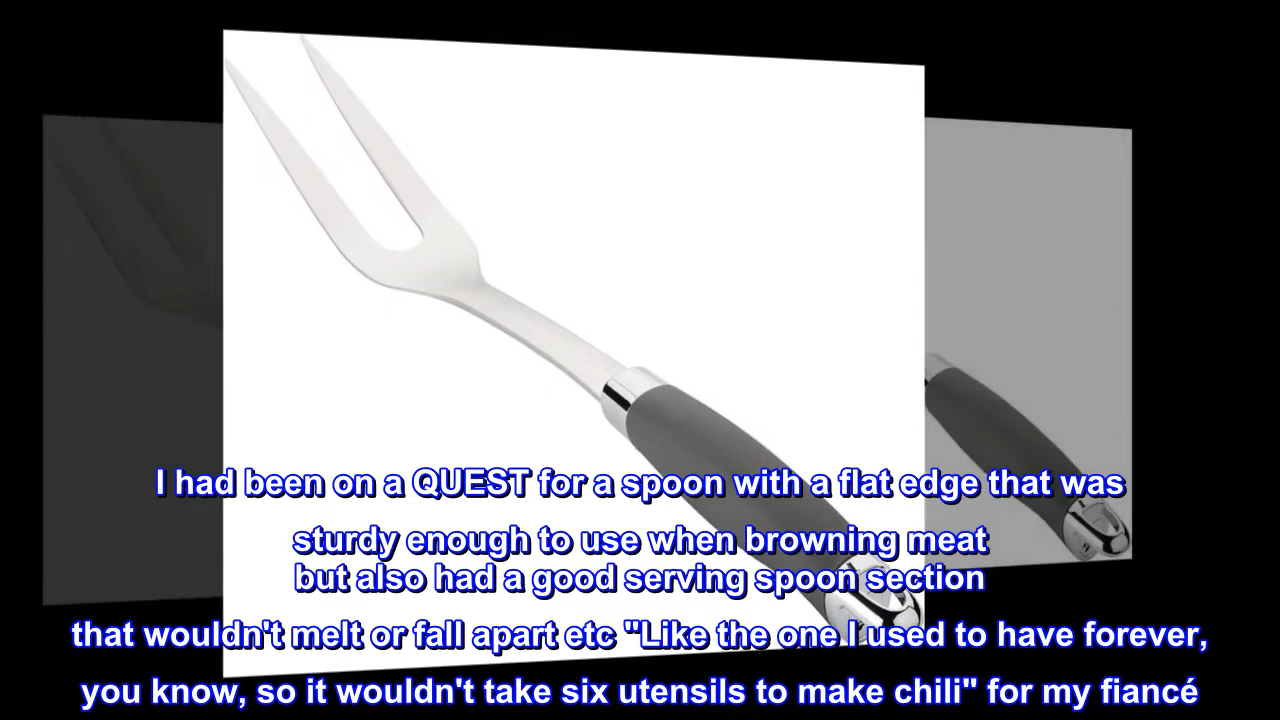 I had been on a QUEST for a spoon with a flat edge that was
sturdy enough to use when browning meat
but also had a good serving spoon section
that wouldn't melt or fall apart etc "Like the one I used to have forever,
you know, so it wouldn't take six utensils to make chili" for my fiancé